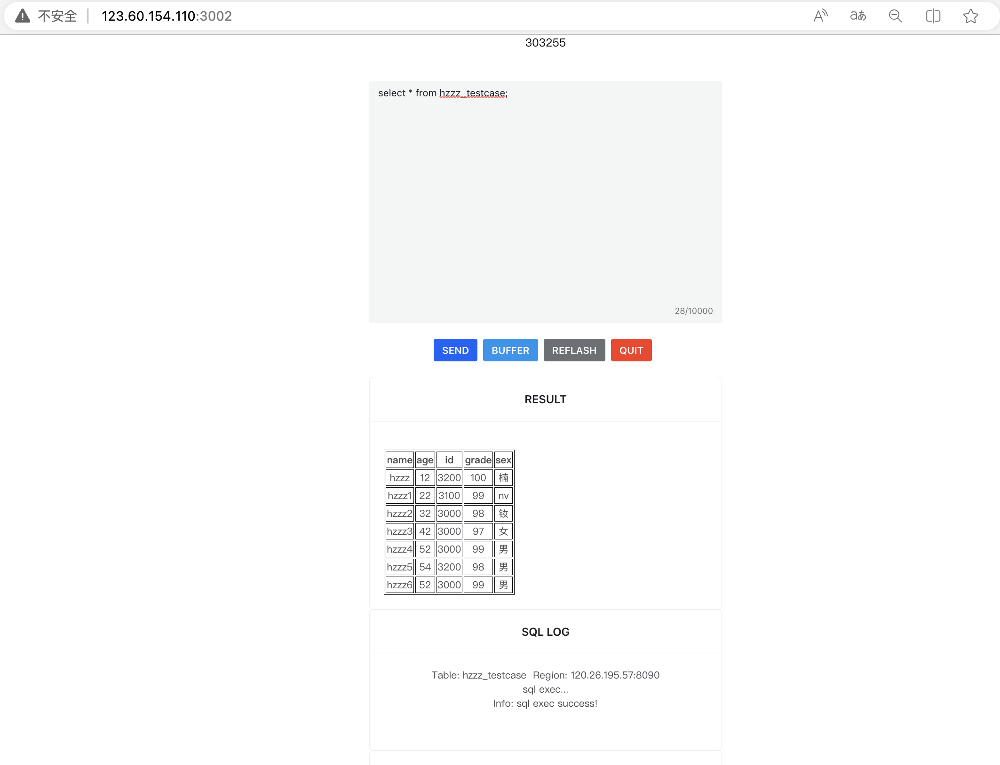 不安全 123.60.154.110:3002
303255
select * from hzzz_testcase;
28/10000
SEND BUFFER REFLASH QUIT
RESULT
name age id grade sex
hzzz 12 3200 100 楠
hzzz1 22 3100 99 nv
hzzz2 32 3000 98 钕
hzzz3 42 3000 97 女
hzzz4 52 3000 99 男
hzzz5 54 3200 98 男
hzzz6 52 3000 99 男
SQL LOG
Table: hzzz_testcase Region: 120.26.195.57:8090
sql exec...
Info: sql exec success!